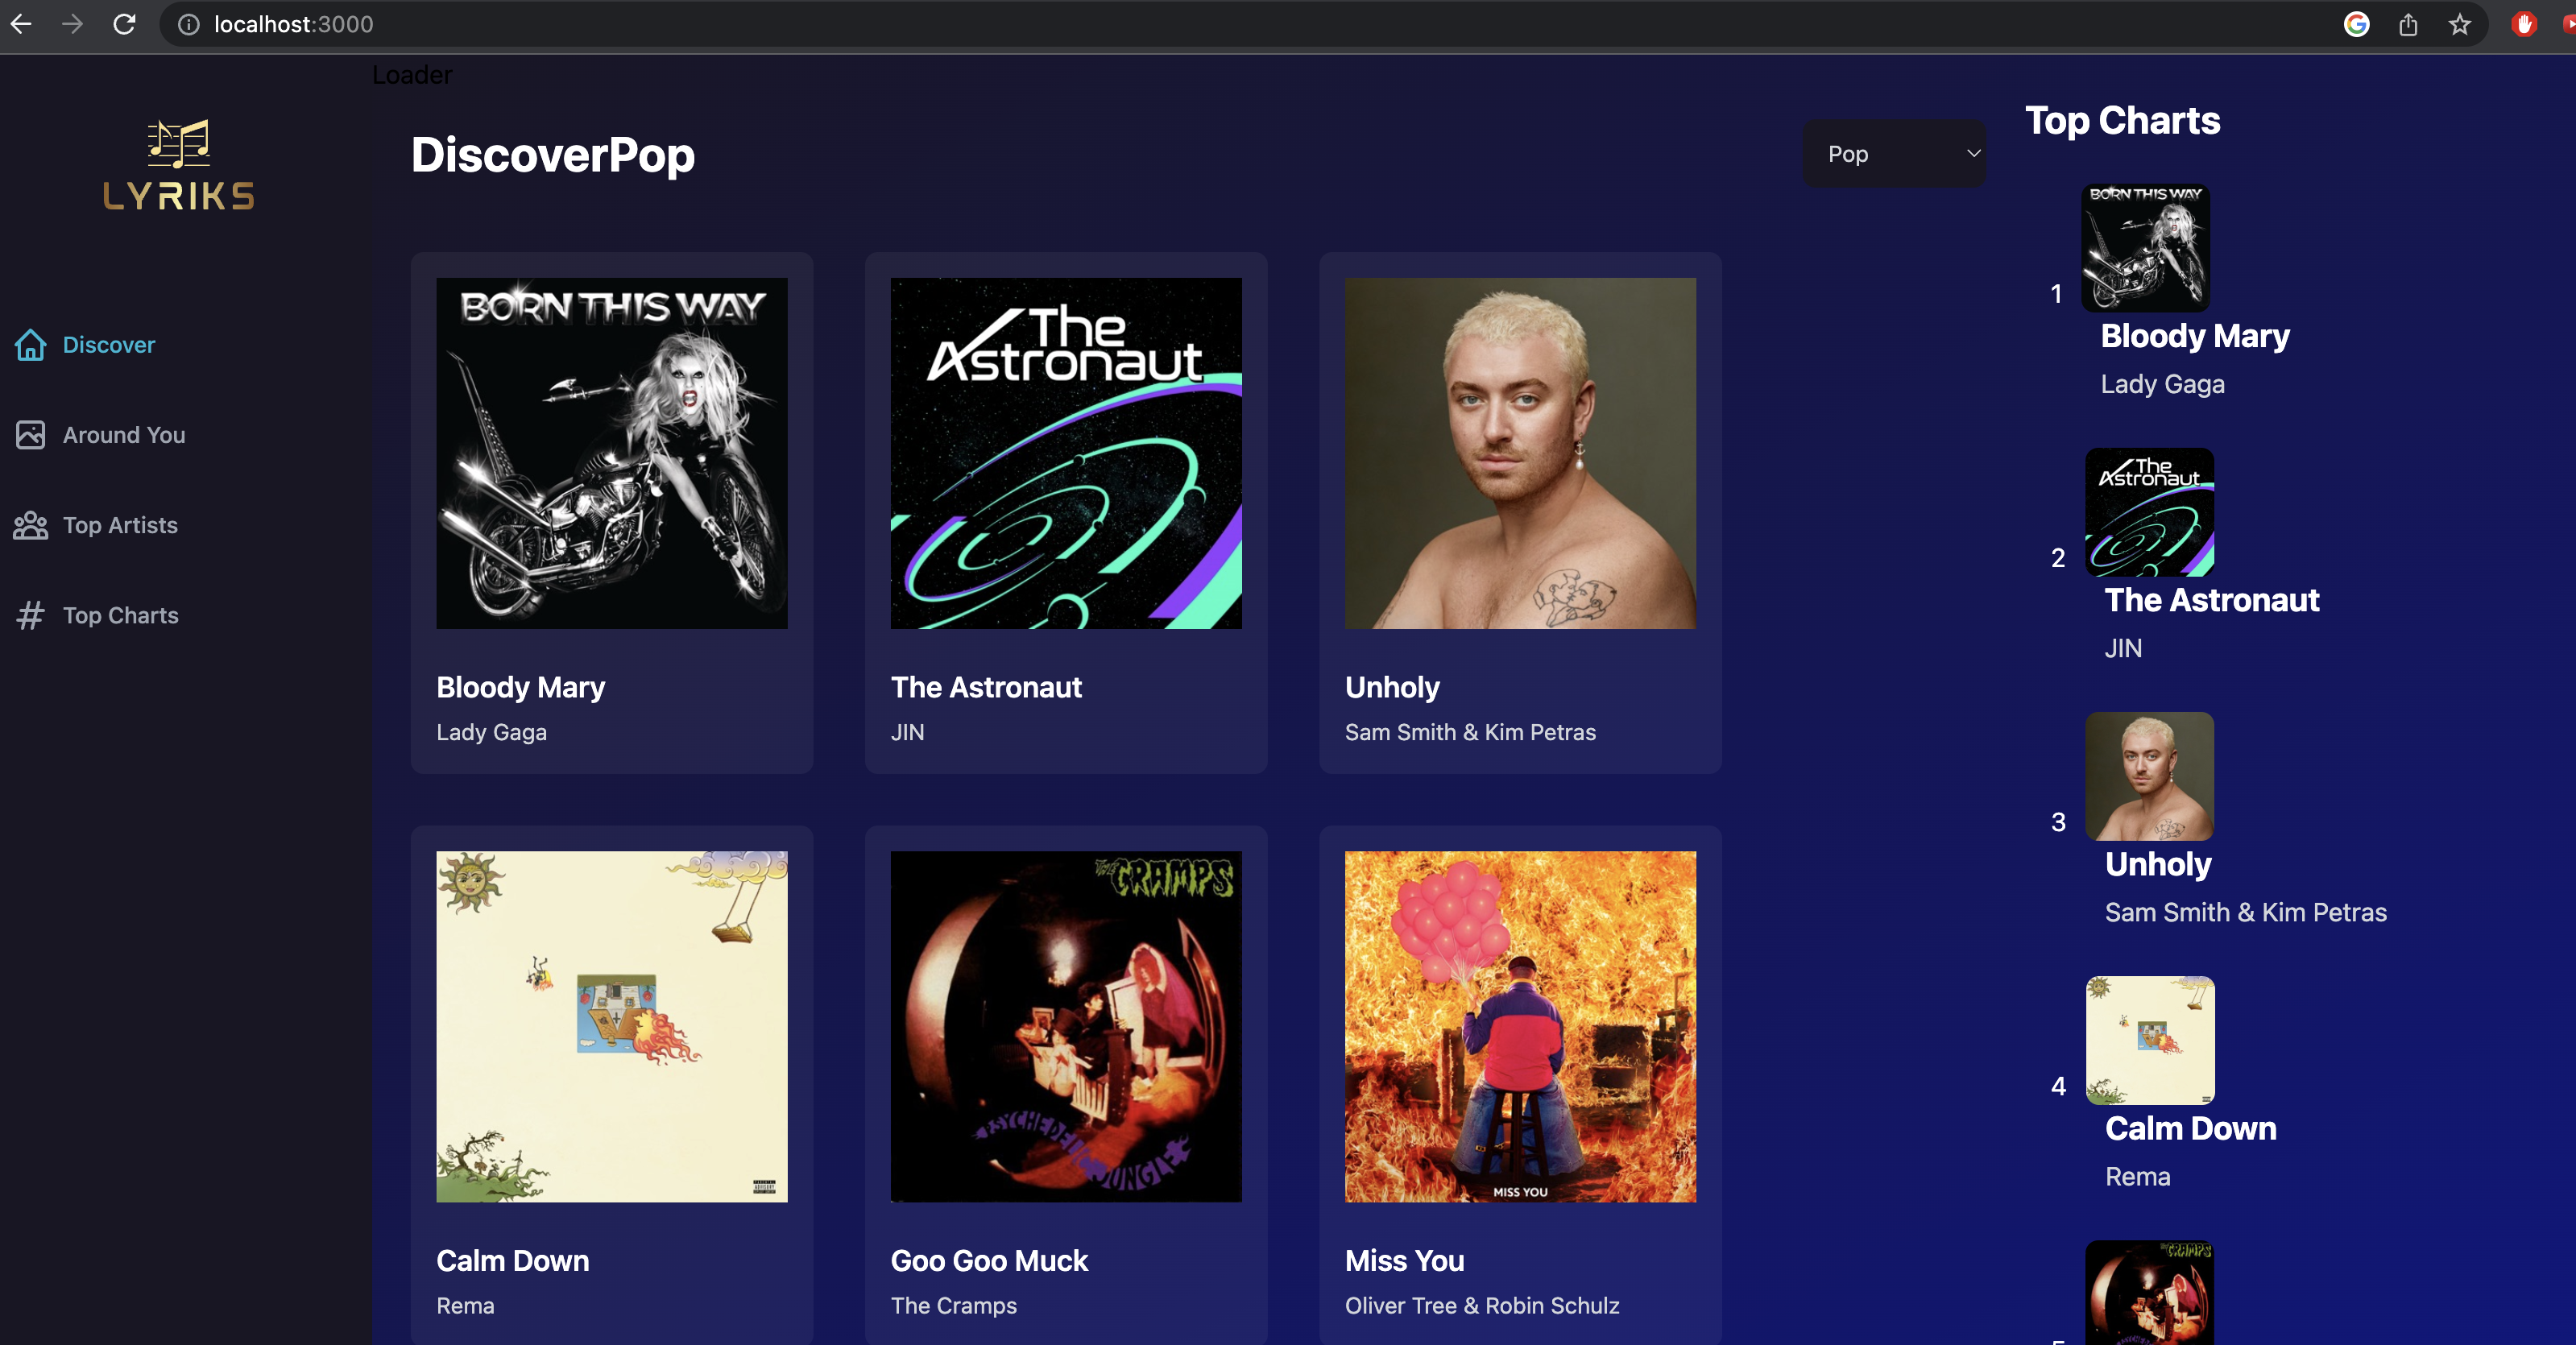 localhost:3000
Loader
LYRIKS
Discover
Around You
Top Artists
Top Charts
DiscoverPop
Pop
BORN THIS WAY
Bloody Mary
Lady Gaga
The
Astronaut
The Astronaut
JIN
Unholy
Sam Smith & Kim Petras
Calm Down
Rema
THE CRAMPS
PSYCHEDELIC JUNGLE
Goo Goo Muck
The Cramps
MISS YOU
Miss You
Oliver Tree & Robin Schulz
Top Charts
BORN THIS WAY
1
Bloody Mary
Lady Gaga
The
Astronaut
2
The Astronaut
JIN
3
Unholy
Sam Smith & Kim Petras
4
Calm Down
Rema
THE CRAMPS